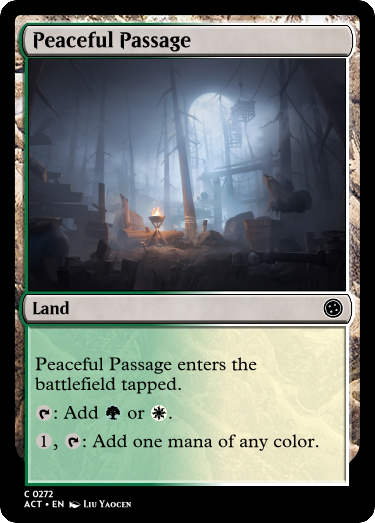 Peaceful Passage
Land
Peaceful Passage enters the
battlefield tapped.
: Add or .
1, : Add one mana of any color.
C 0272
ACT • EN Liu Yaocen